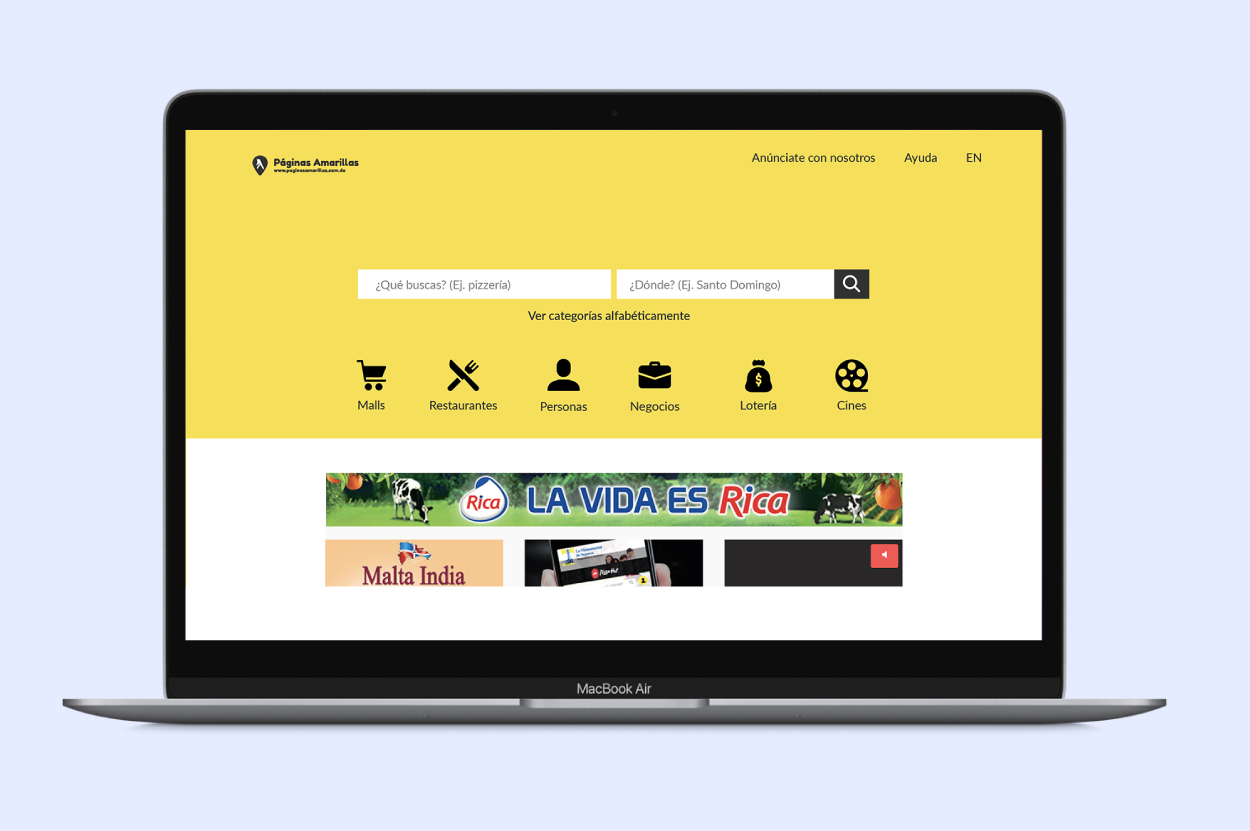 Páginas Amarillas
www.paginasamarillas.com.do
Anúnciate con nosotros
Ayuda
EN
¿Qué buscas? (Ej. pizzería)
¿Dónde? (Ej. Santo Domingo)
Ver categorías alfabéticamente
Malls
Restaurantes
Personas
Negocios
Lotería
Cines
Rica
LA VIDA ES Rica
Malta India
Pizza Hut
MacBook Air